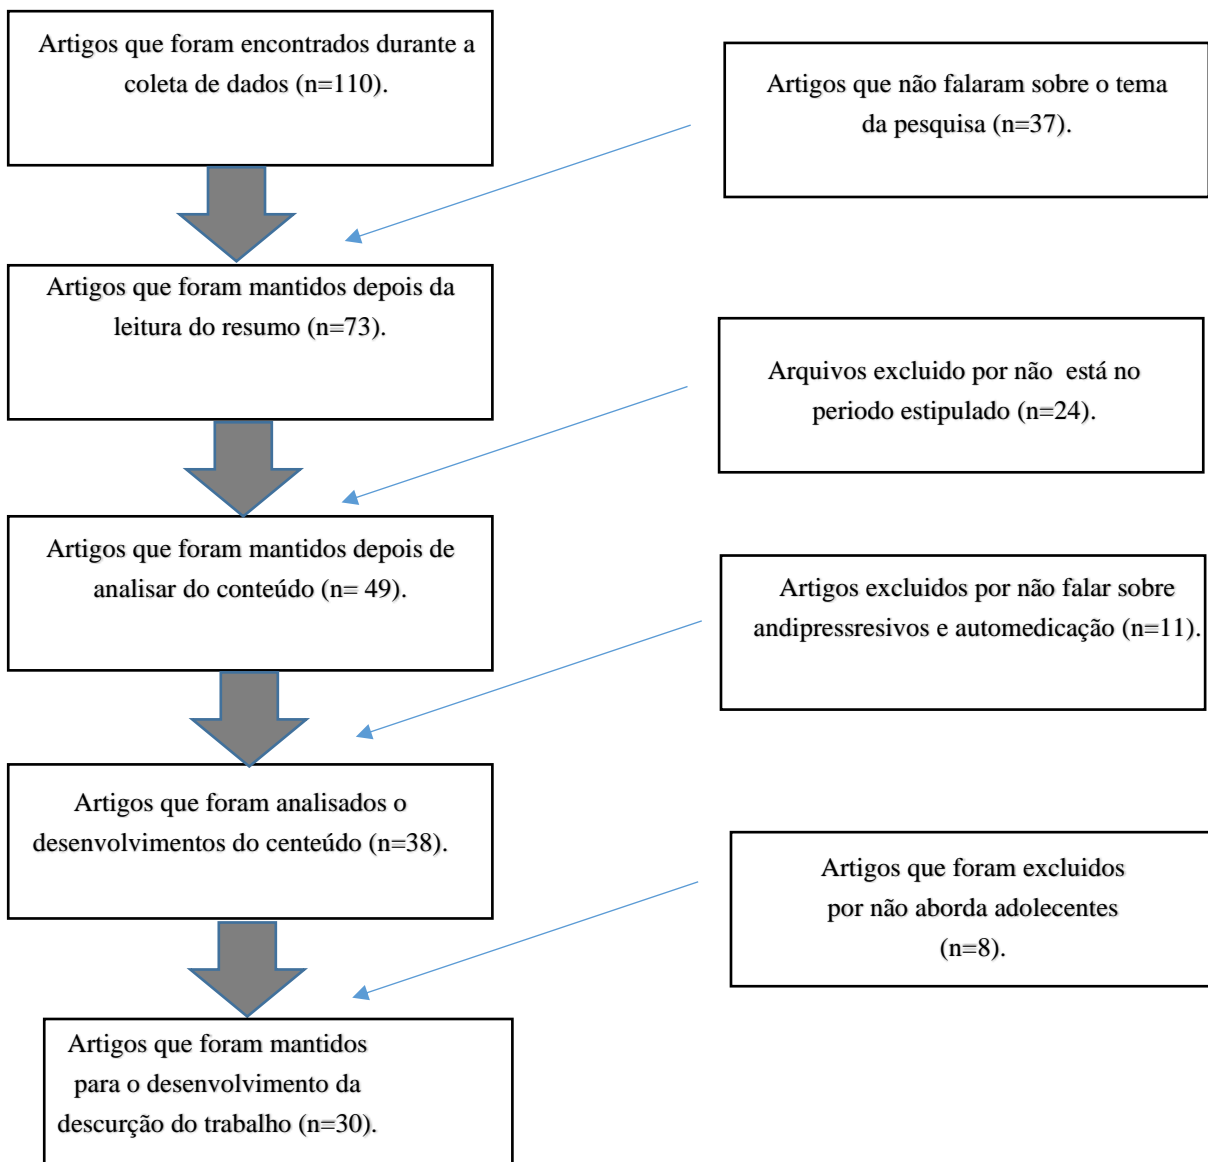 Artigos que foram encontrados durante a
coleta de dados (n=110).
Artigos que não falaram sobre o tema
da pesquisa (n=37).
Artigos que foram mantidos depois da
leitura do resumo (n=73).
Arquivos excluido por não  está no
periodo estipulado (n=24).
Artigos que foram mantidos depois de
analisar do conteúdo (n= 49).
Artigos excluidos por não falar sobre
andipressresivos e automedicação (n=11).
Artigos que foram analisados o
desenvolvimentos do centeúdo (n=38).
Artigos que foram excluidos
por não aborda adolecentes
(n=8).
Artigos que foram mantidos
para o desenvolvimento da
descurção do trabalho (n=30).